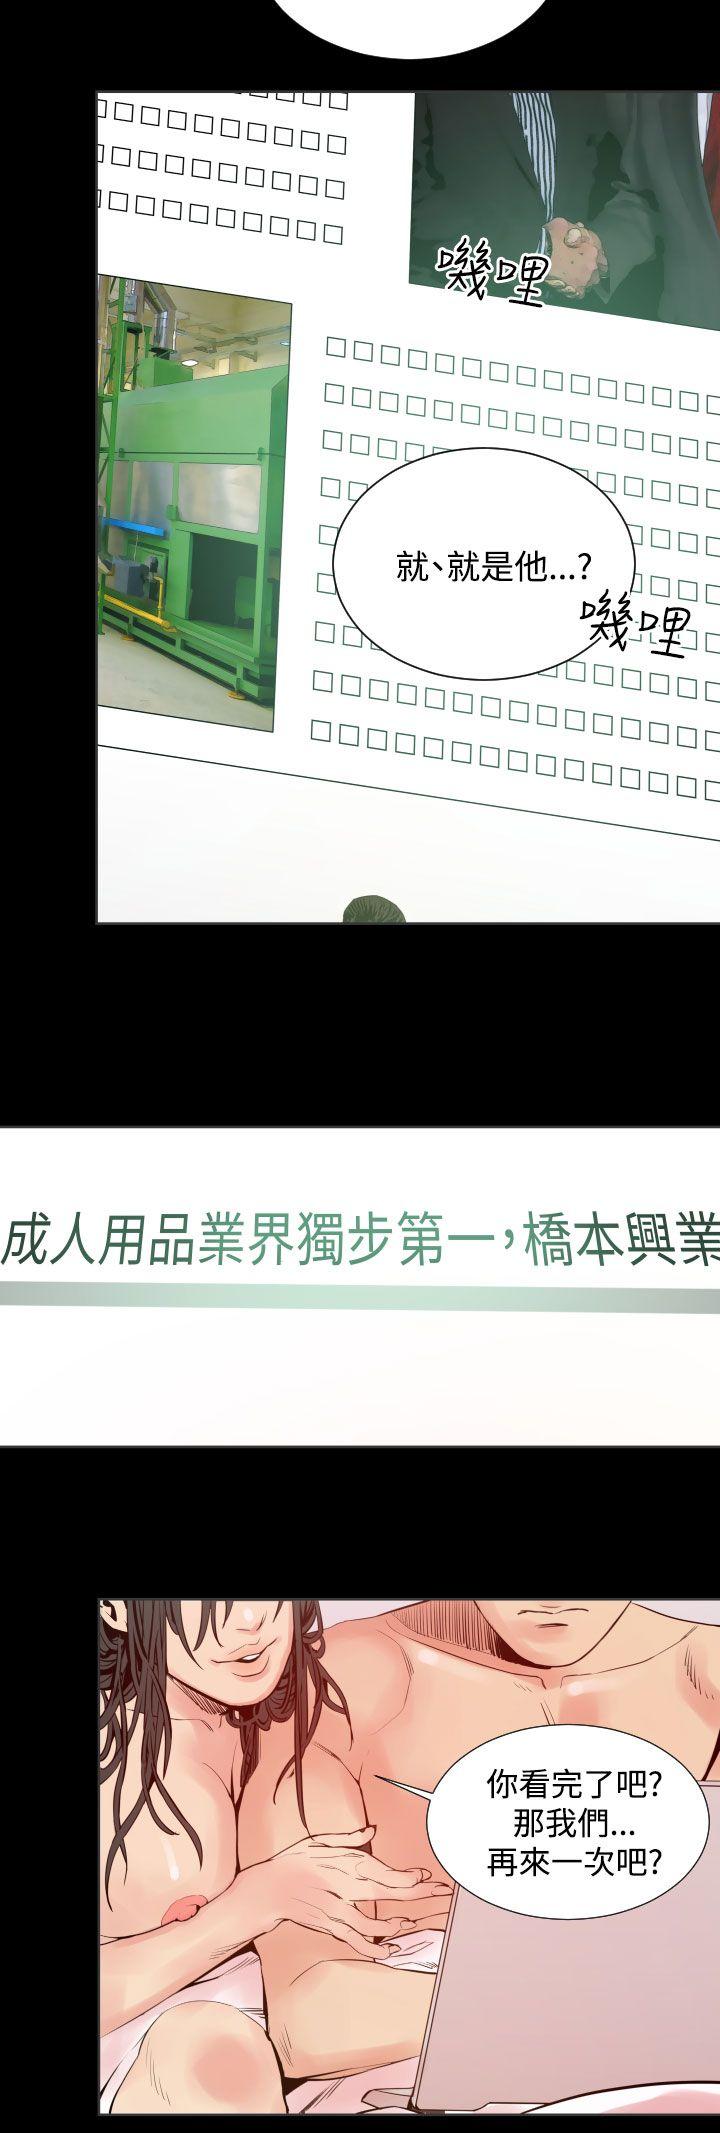 嘰哩
就、就是他...?
嘰哩
成人用品業界獨步第一，橋本興業
你看完了吧?
那我們...
再來一次吧?